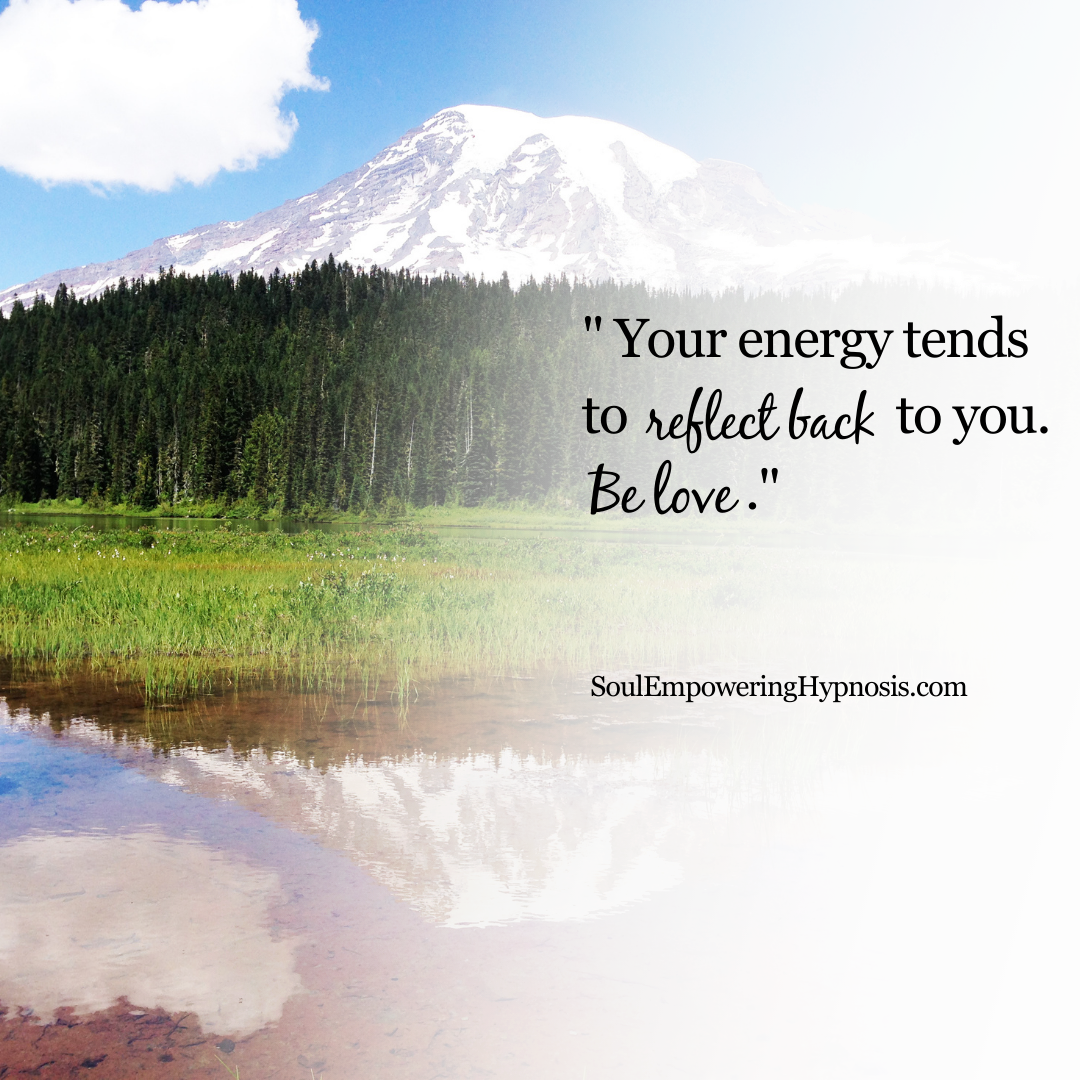 " Your energy tends
to reflect back to you.
Be love ."
SoulEmpoweringHypnosis.com